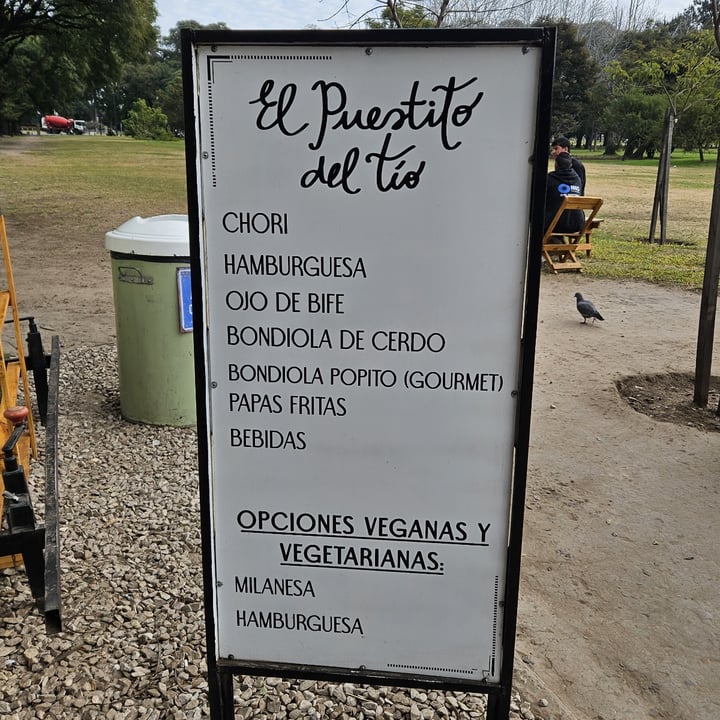 El Puestito
del tío
CHORI
HAMBURGUESA
OJO DE BIFE
BONDIOLA DE CERDO
BONDIOLA POPITO (GOURMET)
PAPAS FRITAS
BEBIDAS
OPCIONES VEGANAS Y
VEGETARIANAS:
MILANESA
HAMBURGUESA